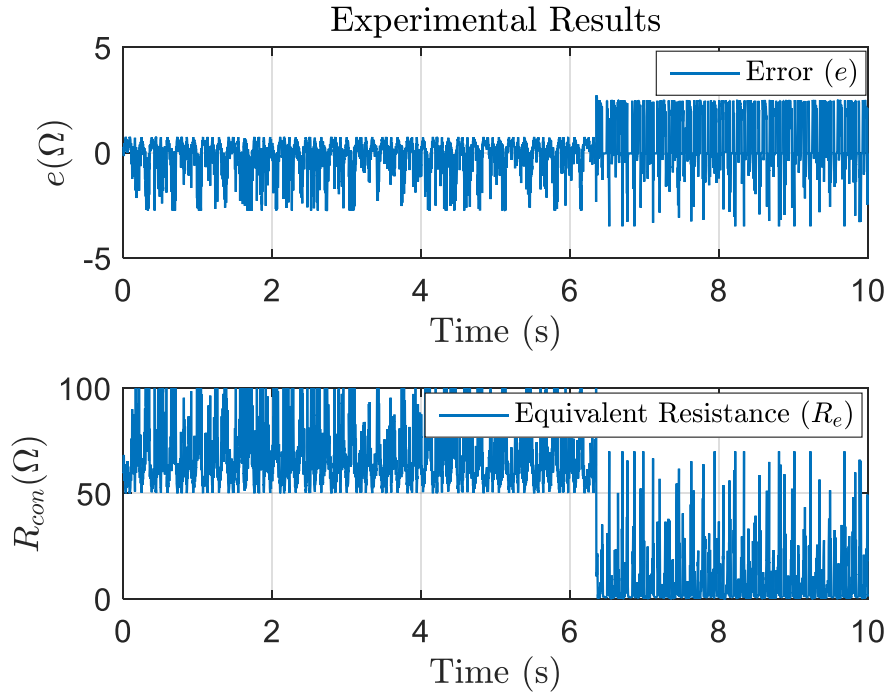 Experimental Results
5
0
-5
e(Ω)
Error (e)
0 2 4 6 8 10
Time (s)
100
50
0
R_con(Ω)
Equivalent Resistance (R_e)
0 2 4 6 8 10
Time (s)